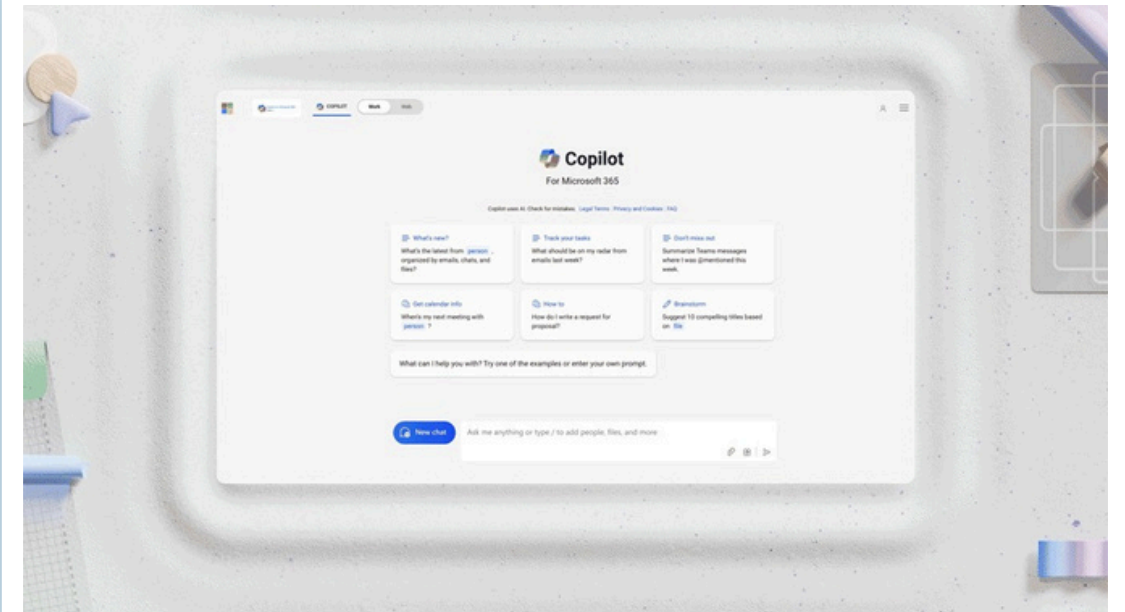 COPILOT
Work
Web
Copilot
For Microsoft 365
Copilot uses AI. Check for mistakes. Legal Terms . Privacy and Cookies . FAQ
What's new?
What's the latest from person ,
organized by emails, chats, and
files?
Track your tasks
What should be on my radar from
emails last week?
Don't miss out
Summarize Teams messages
where I was @mentioned this
week.
Get calendar info
When's my next meeting with
person ?
How to
How do I write a request for
proposal?
Brainstorm
Suggest 10 compelling titles based
on file
What can I help you with? Try one of the examples or enter your own prompt.
New chat
Ask me anything or type / to add people, files, and more